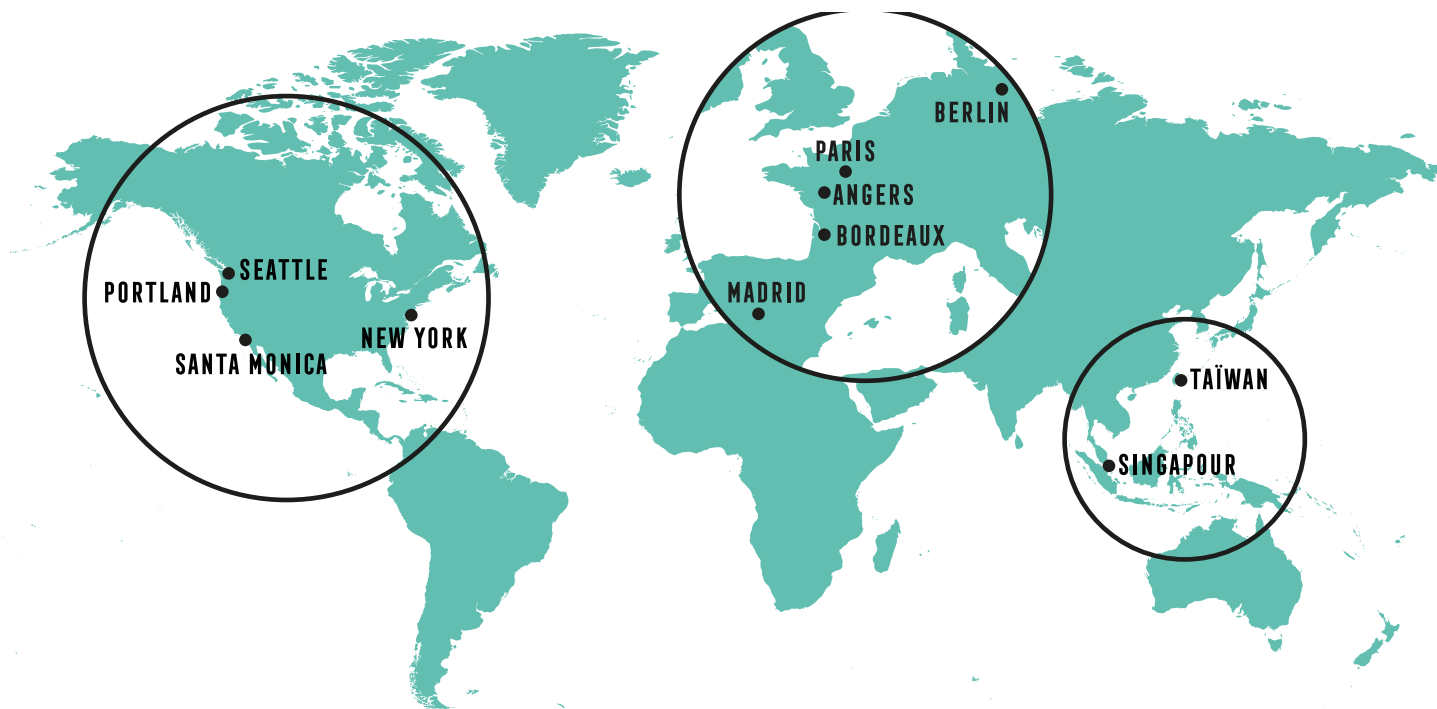 BERLIN
PARIS
ANGERS
BORDEAUX
MADRID
SEATTLE
PORTLAND
NEW YORK
SANTA MONICA
TAÏWAN
SINGAPOUR